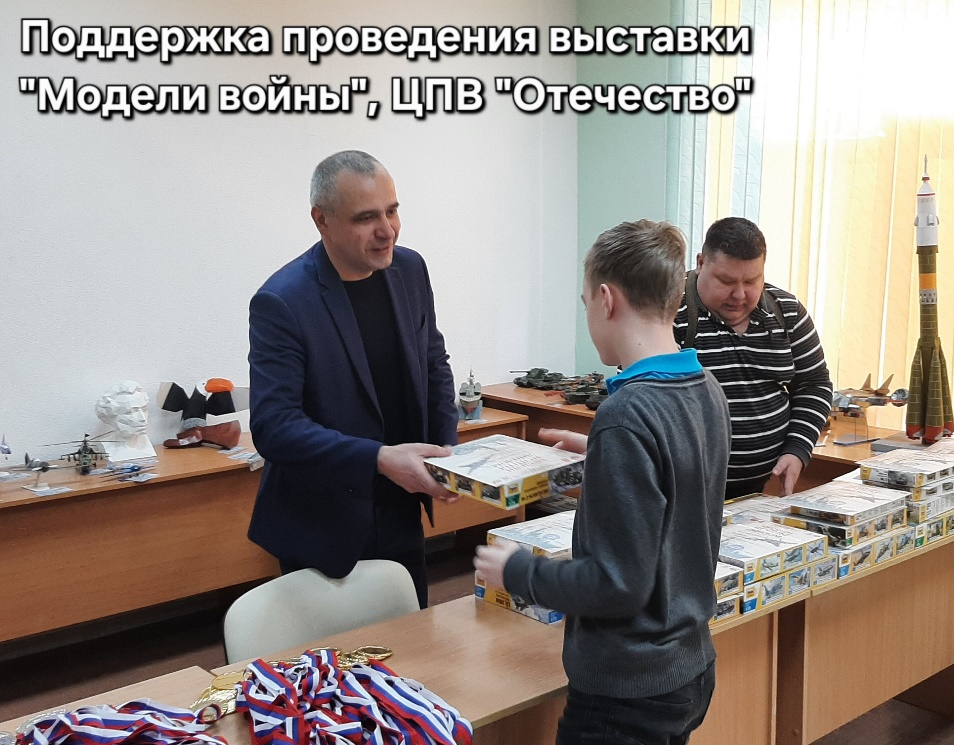 Поддержка проведения выставки
"Модели войны", ЦПВ "Отечество"